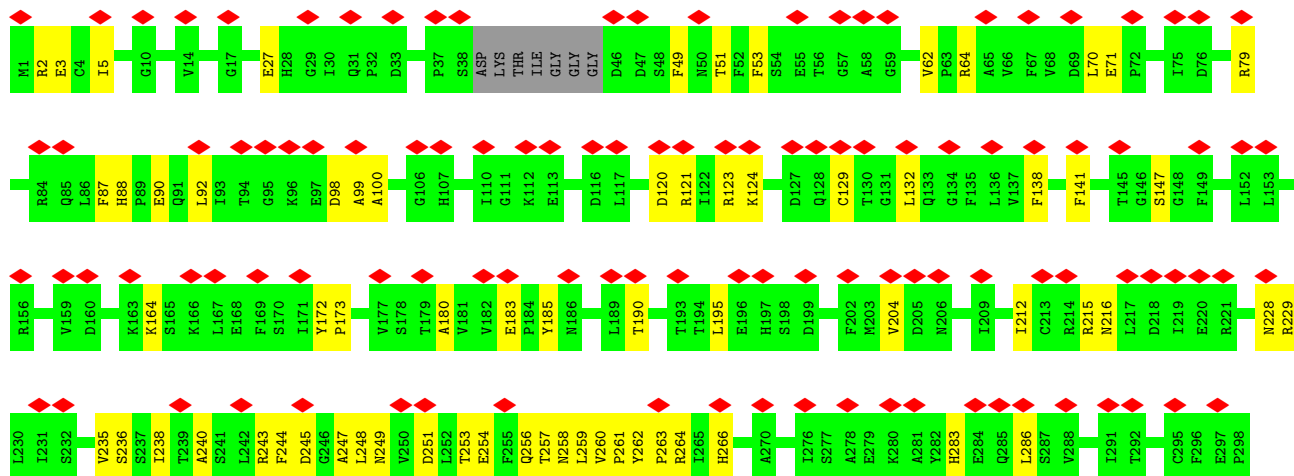 M1 R2 E3 C4 I5 G10 V14 G17 E27 H28 G29 I30 Q31 P32 D33 P37 S38 ASP LYS THR ILE GLY GLY GLY D46 D47 S48 F49 N50 T51 F52 F53 S54 E55 T56 G57 A58 G59 V62 P63 R64 A65 V66 F67 V68 D69 L70 E71 P72 I75 D76 R79
R84 Q85 L86 F87 H88 P89 E90 Q91 L92 I93 T94 G95 K96 E97 D98 A99 A100 G106 H107 I110 G111 K112 E113 D116 L117 D120 R121 I122 R123 K124 D127 Q128 C129 T130 G131 L132 Q133 G134 F135 L136 V137 F138 F141 T145 G146 S147 G148 F149 L152 L153
R156 V159 D160 K163 K164 S165 K166 L167 E168 F169 S170 I171 Y172 P173 V177 S178 T179 A180 V181 V182 E183 P184 Y185 N186 L189 T190 T193 T194 L195 E196 H197 S198 D199 F202 M203 V204 D205 N206 I209 I212 C213 R214 R215 N216 L217 D218 I219 E220 R221 N228 R229
L230 I231 S232 V235 S236 S237 I238 T239 A240 S241 L242 R243 F244 D245 G246 A247 L248 N249 V250 D251 L252 T253 E254 F255 Q256 T257 N258 L259 V260 P261 Y262 P263 R264 I265 H266 A270 I276 S277 A278 E279 K280 A281 Y282 H283 E284 Q285 L286 S287 V288 I291 T292 C295 F296 E297 P298